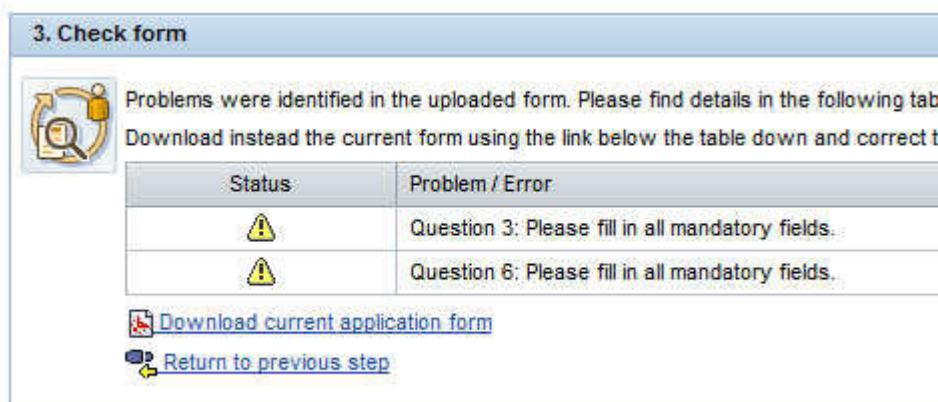 3. Check form
Problems were identified in the uploaded form. Please find details in the following tab
Download instead the current form using the link below the table down and correct t
Status Problem / Error
Question 3: Please fill in all mandatory fields.
Question 6: Please fill in all mandatory fields.
Download current application form
Return to previous step